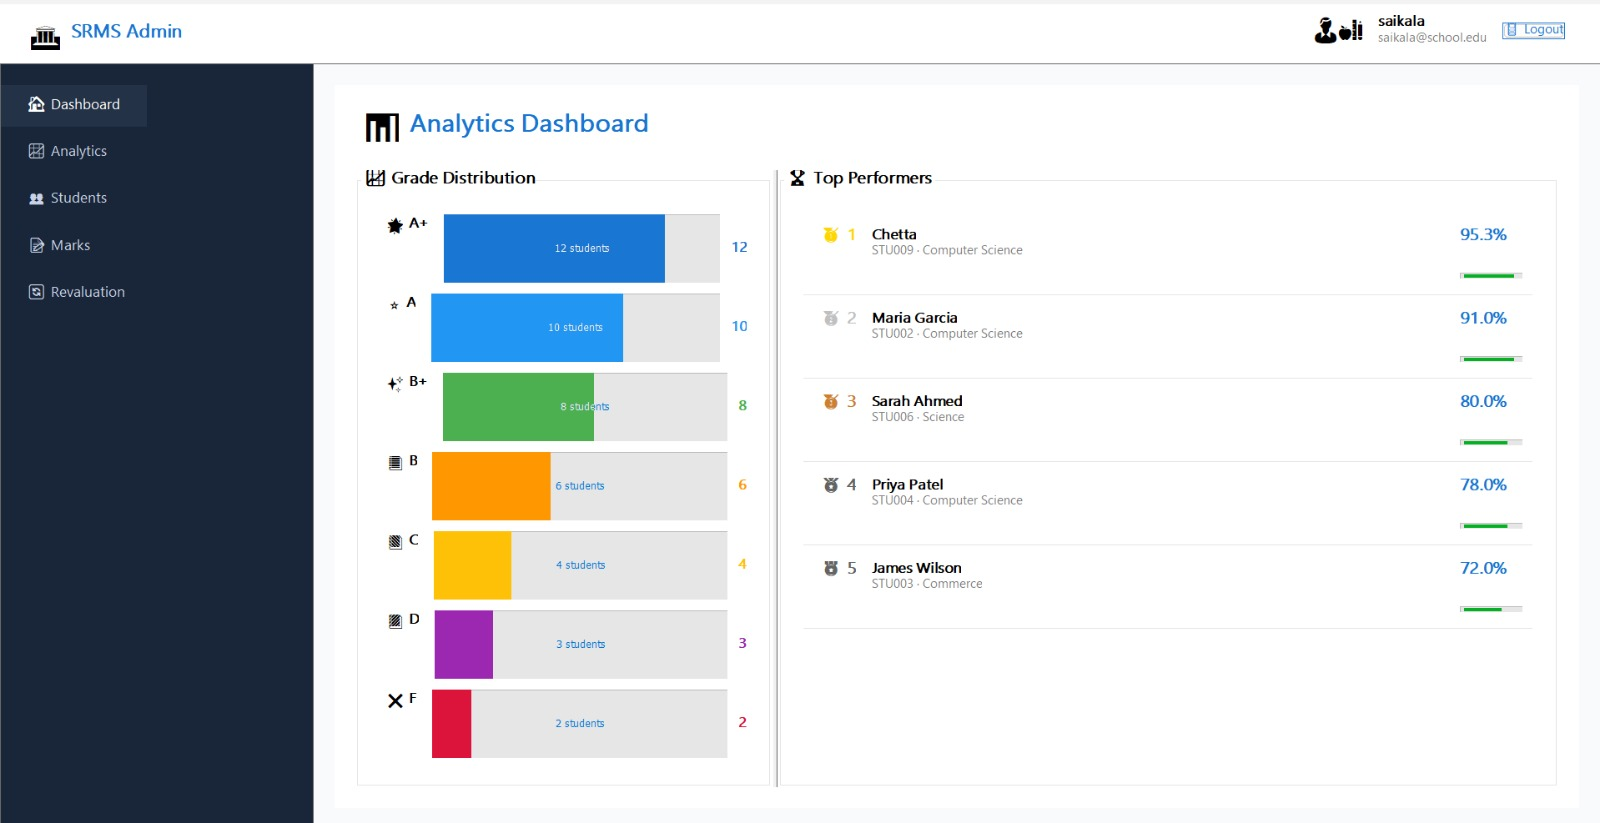 SRMS Admin
saikala
saikala@school.edu
Logout
Dashboard
Analytics
Students
Marks
Revaluation
Analytics Dashboard
Grade Distribution
A+
12 students
12
A
10 students
10
B+
8 students
8
B
6 students
6
C
4 students
4
D
3 students
3
F
2 students
2
Top Performers
1 Chetta 95.3%
STU009 · Computer Science
2 Maria Garcia 91.0%
STU002 · Computer Science
3 Sarah Ahmed 80.0%
STU006 · Science
4 Priya Patel 78.0%
STU004 · Computer Science
5 James Wilson 72.0%
STU003 · Commerce